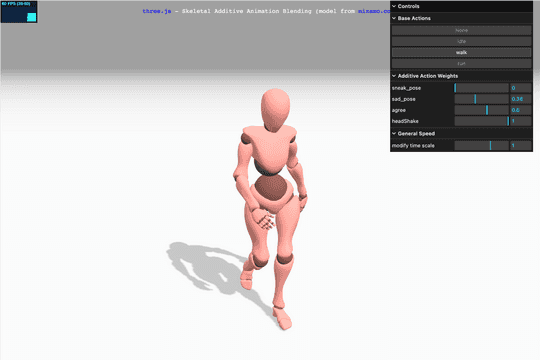 60 FPS (20-60)
three.js - Skeletal Additive Animation Blending (model from mixamo.co
Controls
Base Actions
None
idle
walk
run
Additive Action Weights
sneak_pose 0
sad_pose 0.38
agree 0.6
headShake 1
General Speed
modify time scale 1